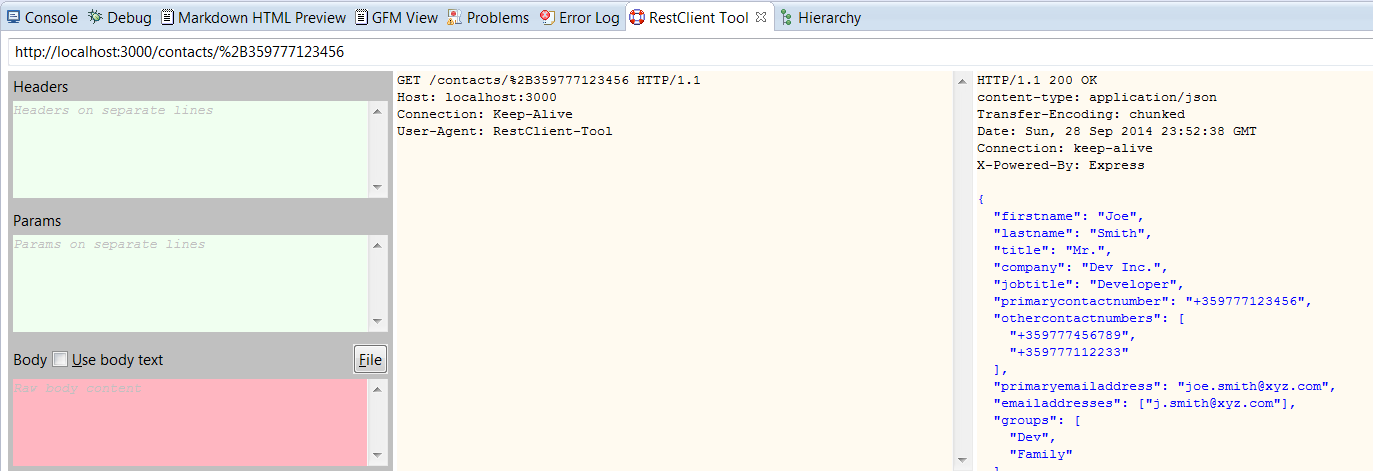 Console Debug Markdown HTML Preview GFM View Problems Error Log RestClient Tool Hierarchy
http://localhost:3000/contacts/%2B359777123456
Headers
Headers on separate lines
Params
Params on separate lines
Body Use body text File
Raw body content
GET /contacts/%2B359777123456 HTTP/1.1
Host: localhost:3000
Connection: Keep-Alive
User-Agent: RestClient-Tool
HTTP/1.1 200 OK
content-type: application/json
Transfer-Encoding: chunked
Date: Sun, 28 Sep 2014 23:52:38 GMT
Connection: keep-alive
X-Powered-By: Express
{
"firstname": "Joe",
"lastname": "Smith",
"title": "Mr.",
"company": "Dev Inc.",
"jobtitle": "Developer",
"primarycontactnumber": "+359777123456",
"othercontactnumbers": [
"+359777456789",
"+359777112233"
],
"primaryemailaddress": "joe.smith@xyz.com",
"emailaddresses": ["j.smith@xyz.com"],
"groups": [
"Dev",
"Family"
]